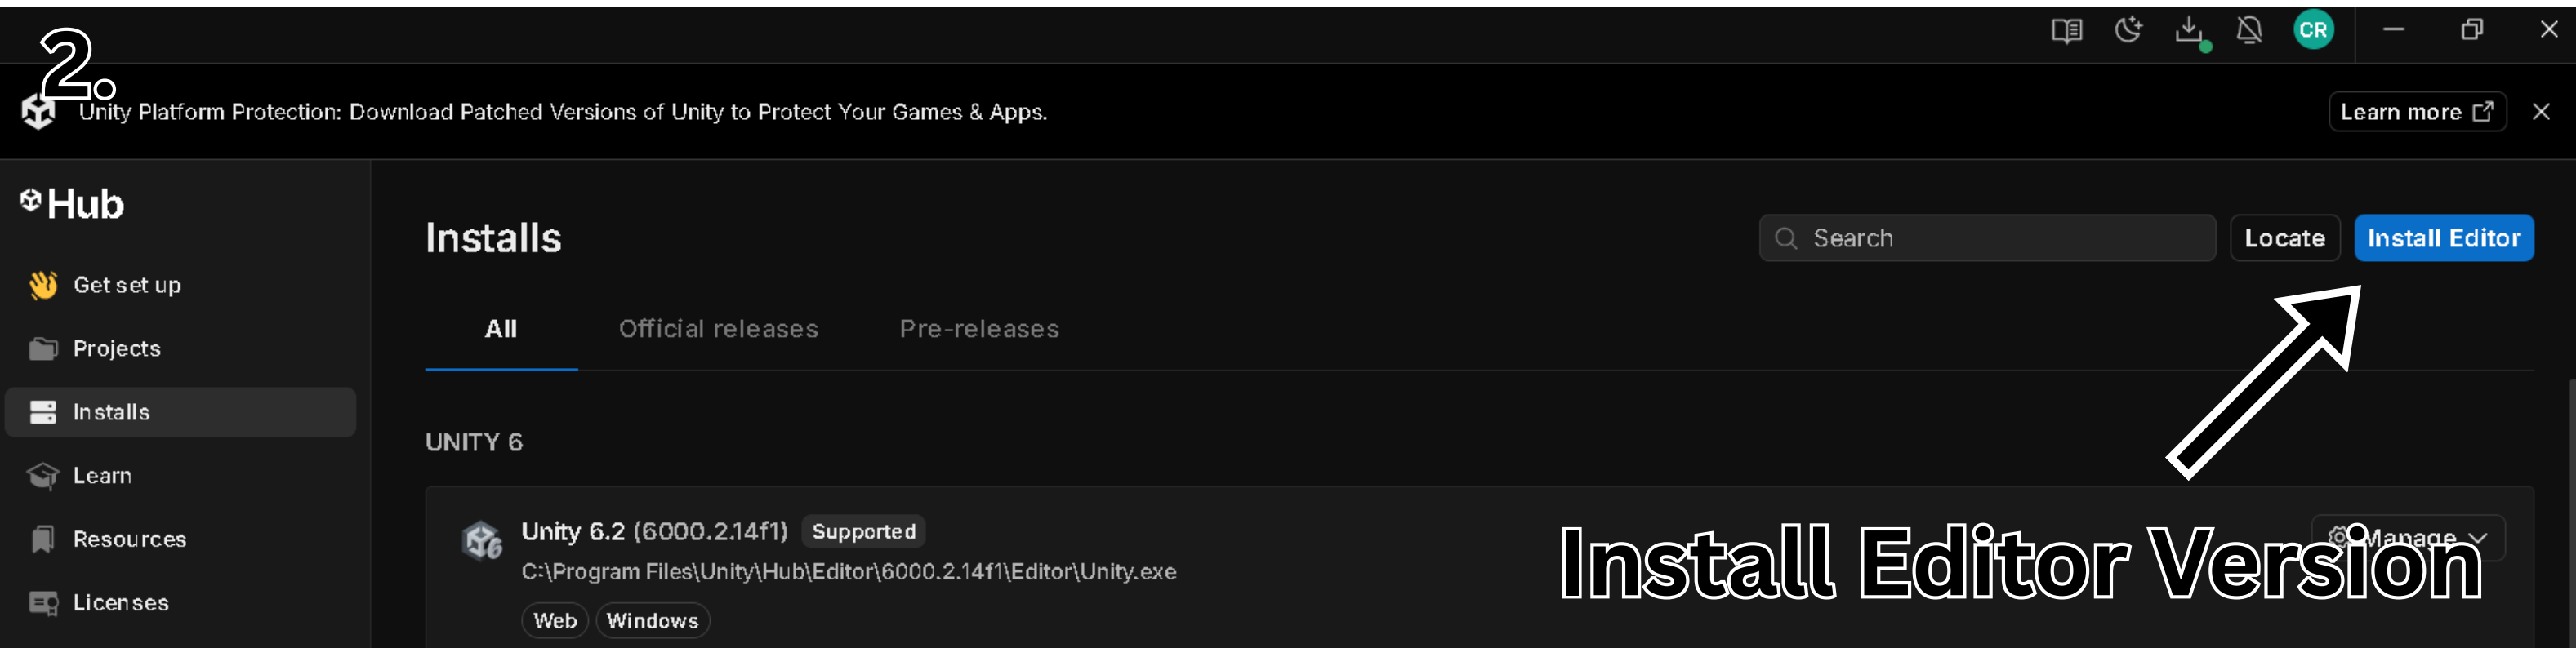 2.
CR
Unity Platform Protection: Download Patched Versions of Unity to Protect Your Games & Apps.
Learn more
Hub
Get set up
Projects
Installs
Learn
Resources
Licenses
Installs
Search
Locate
Install Editor
All
Official releases
Pre-releases
UNITY 6
6
Unity 6.2 (6000.2.14f1)
Supported
Manage
C:\Program Files\Unity\Hub\Editor\6000.2.14f1\Editor\Unity.exe
Web
Windows
Install Editor Version